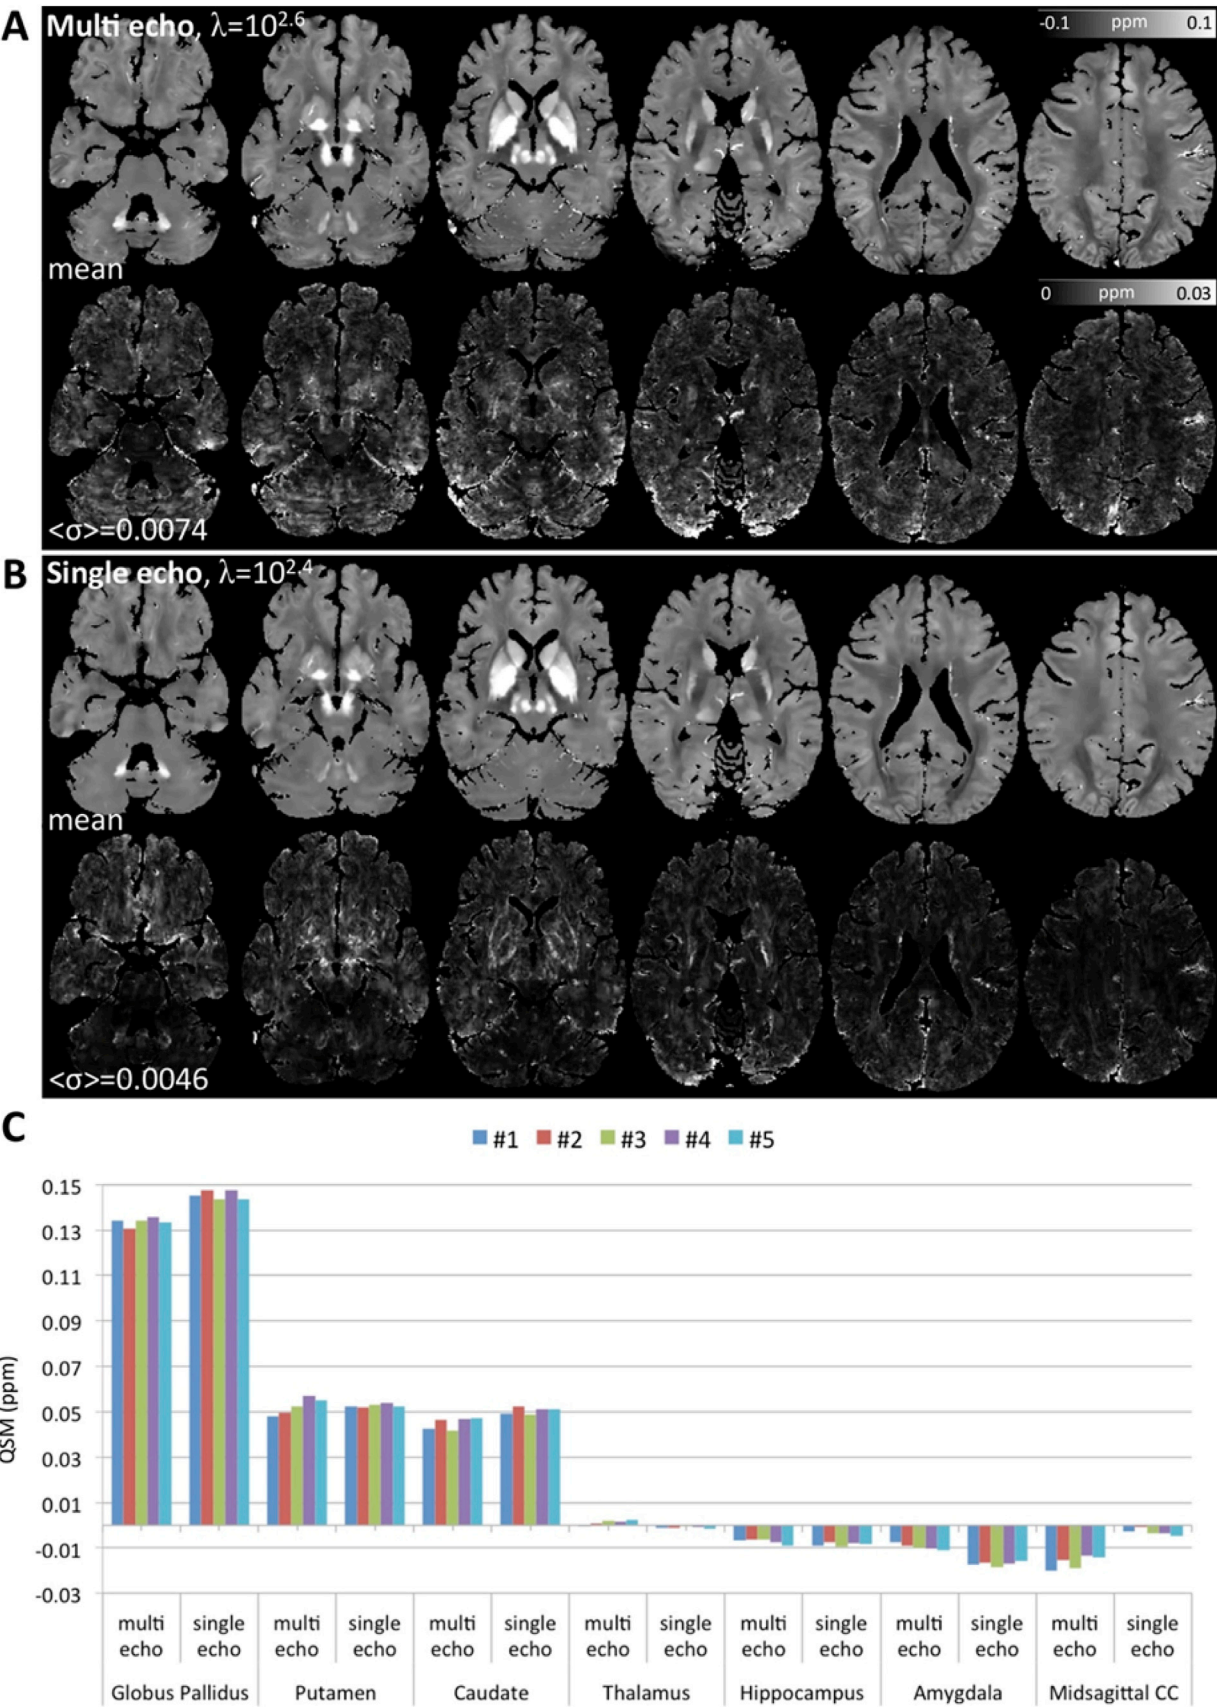 A
Multi echo, λ=10^2.6
-0.1 ppm 0.1
mean
0 ppm 0.03
<σ>=0.0074
B
Single echo, λ=10^2.4
mean
<σ>=0.0046
C
#1 #2 #3 #4 #5
0.15
0.13
0.11
0.09
0.07
0.05
0.03
0.01
-0.01
-0.03
QSM (ppm)
multi echo single echo multi echo single echo multi echo single echo multi echo single echo multi echo single echo multi echo single echo multi echo single echo
Globus Pallidus Putamen Caudate Thalamus Hippocampus Amygdala Midsagittal CC